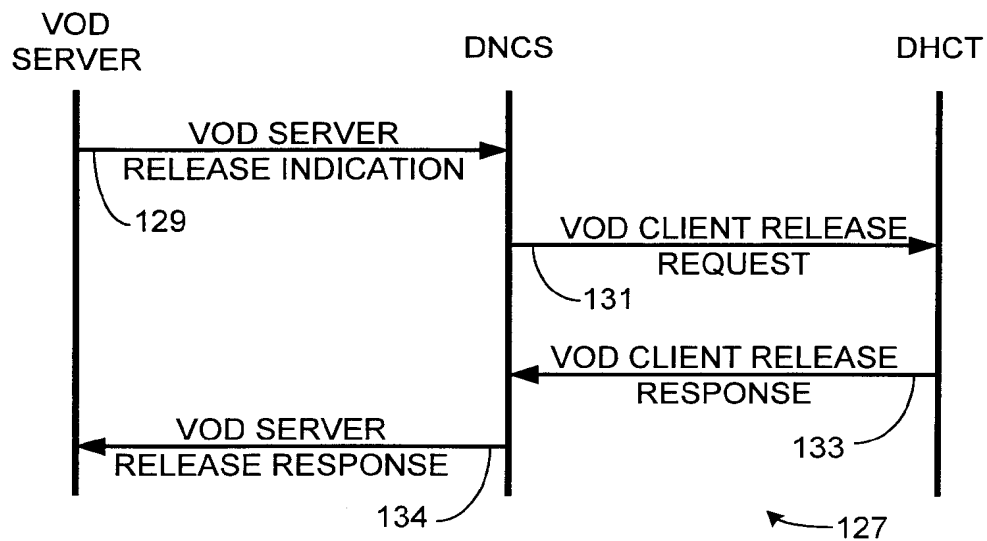 VOD
SERVER
DNCS
DHCT
VOD SERVER
RELEASE INDICATION
129
VOD CLIENT RELEASE
REQUEST
131
VOD CLIENT RELEASE
RESPONSE
133
VOD SERVER
RELEASE RESPONSE
134
127